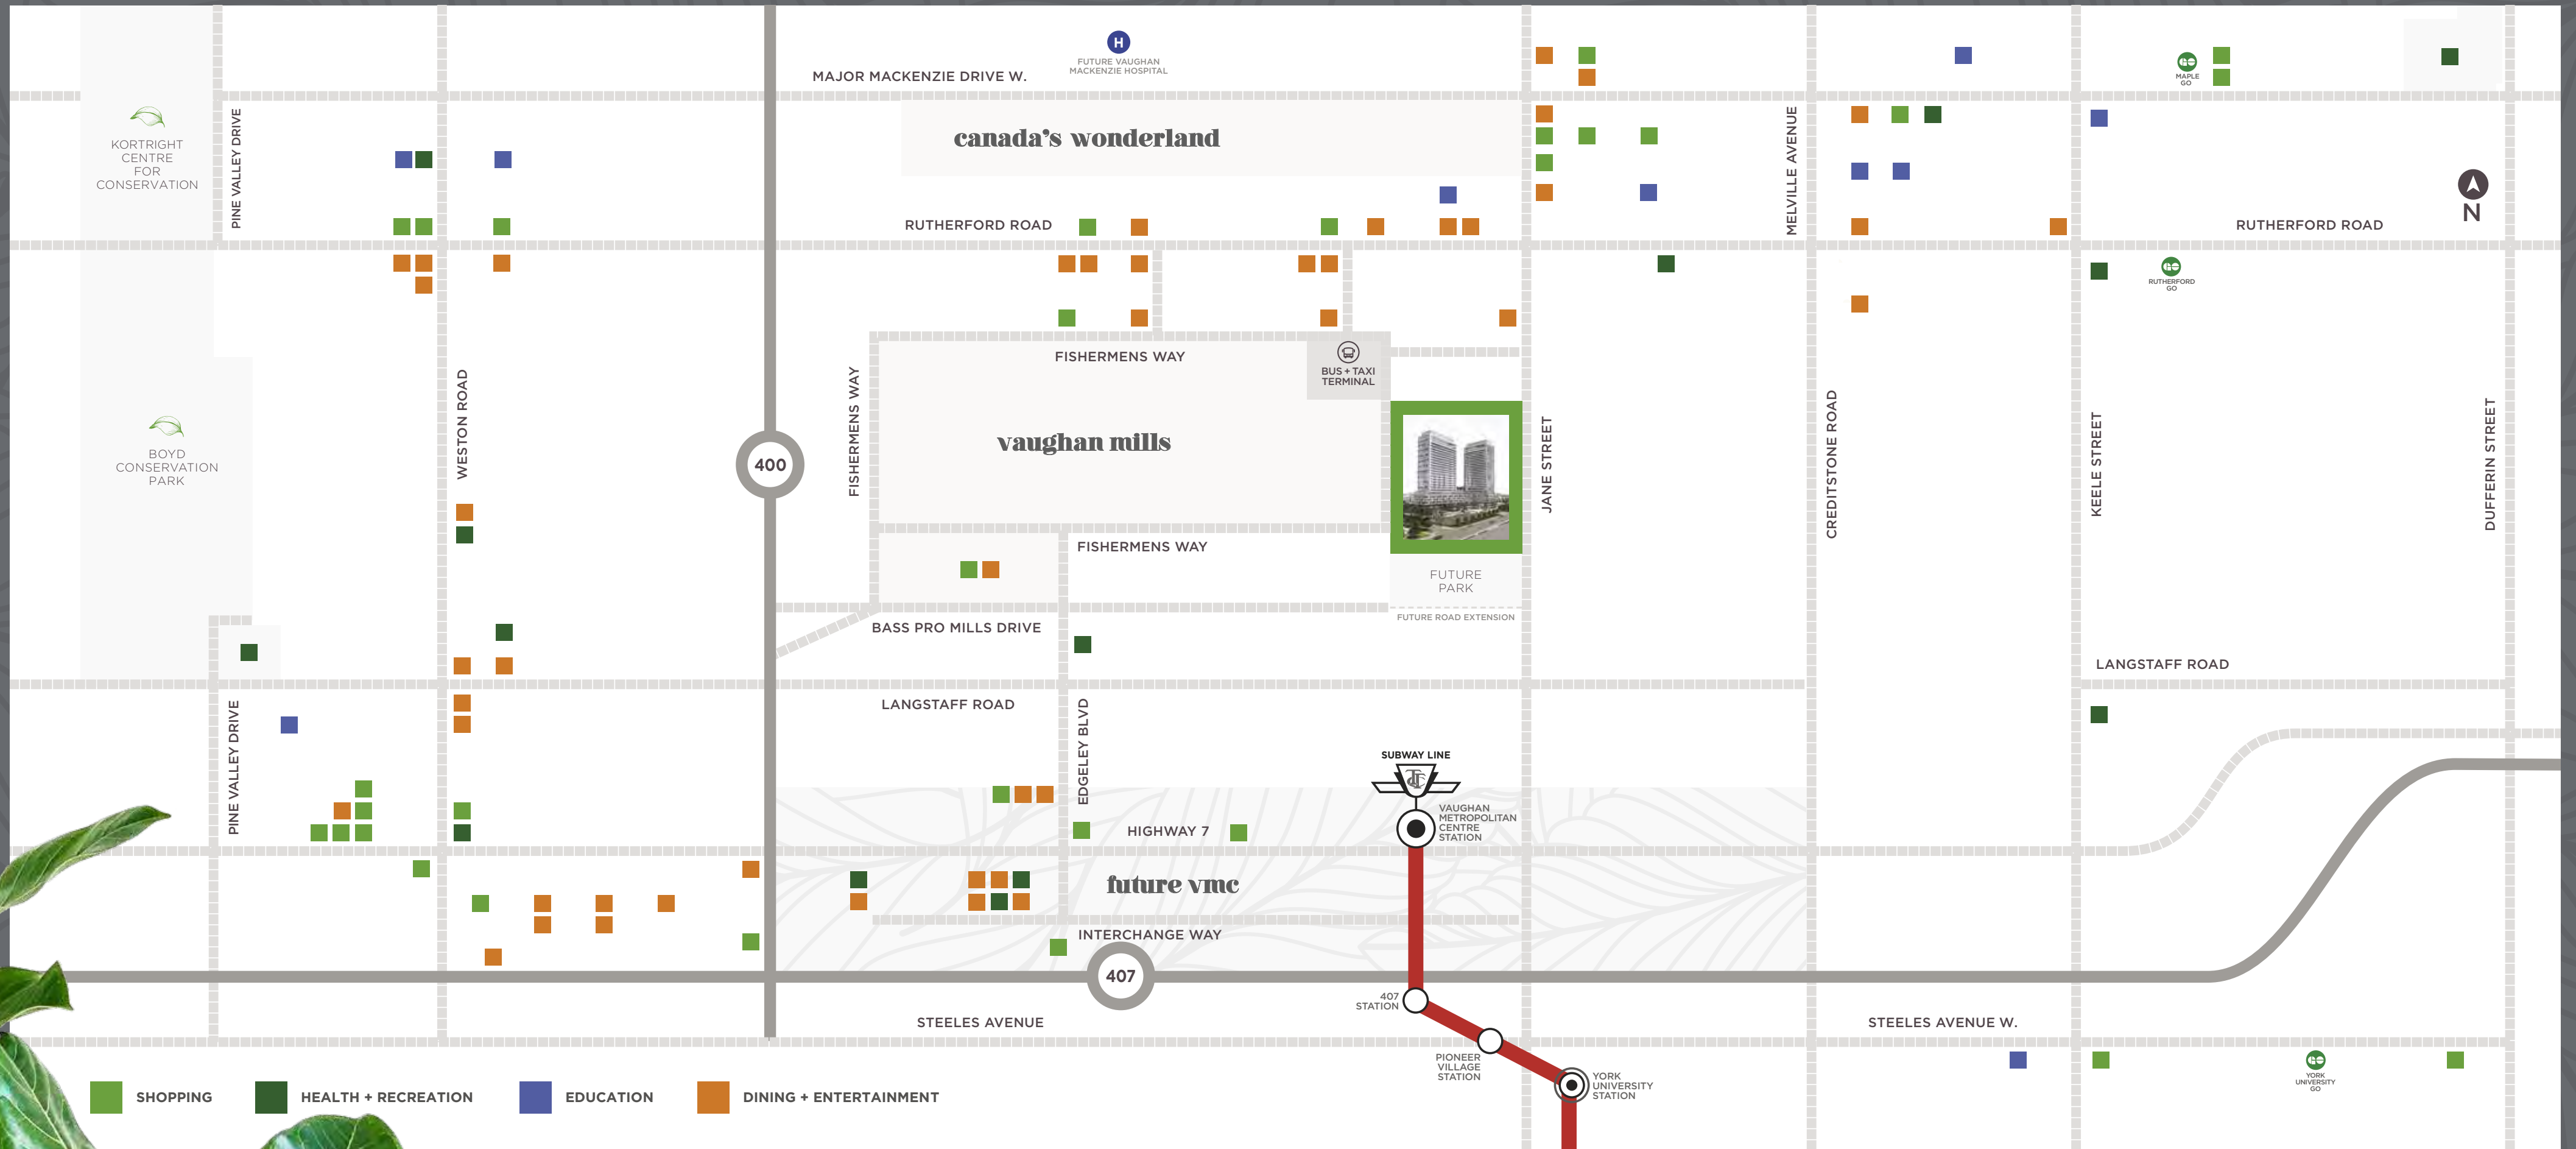 H
FUTURE VAUGHAN
MACKENZIE HOSPITAL
MAJOR MACKENZIE DRIVE W.
GO
MAPLE
GO
KORTRIGHT
CENTRE
FOR
CONSERVATION
PINE VALLEY DRIVE
canada's wonderland
MELVILLE AVENUE
N
RUTHERFORD ROAD
RUTHERFORD ROAD
GO
RUTHERFORD
GO
FISHERMENS WAY
BUS + TAXI
TERMINAL
BOYD
CONSERVATION
PARK
WESTON ROAD
400
FISHERMENS WAY
vaughan mills
JANE STREET
CREDITSTONE ROAD
KEELE STREET
DUFFERIN STREET
FISHERMENS WAY
FUTURE
PARK
FUTURE ROAD EXTENSION
BASS PRO MILLS DRIVE
LANGSTAFF ROAD
LANGSTAFF ROAD
PINE VALLEY DRIVE
EDGELEY BLVD
SUBWAY LINE
TTC
VAUGHAN
METROPOLITAN
CENTRE
STATION
HIGHWAY 7
future vmc
INTERCHANGE WAY
407
407
STATION
STEELES AVENUE
STEELES AVENUE W.
PIONEER
VILLAGE
STATION
YORK
UNIVERSITY
STATION
GO
YORK
UNIVERSITY
GO
SHOPPING
HEALTH + RECREATION
EDUCATION
DINING + ENTERTAINMENT